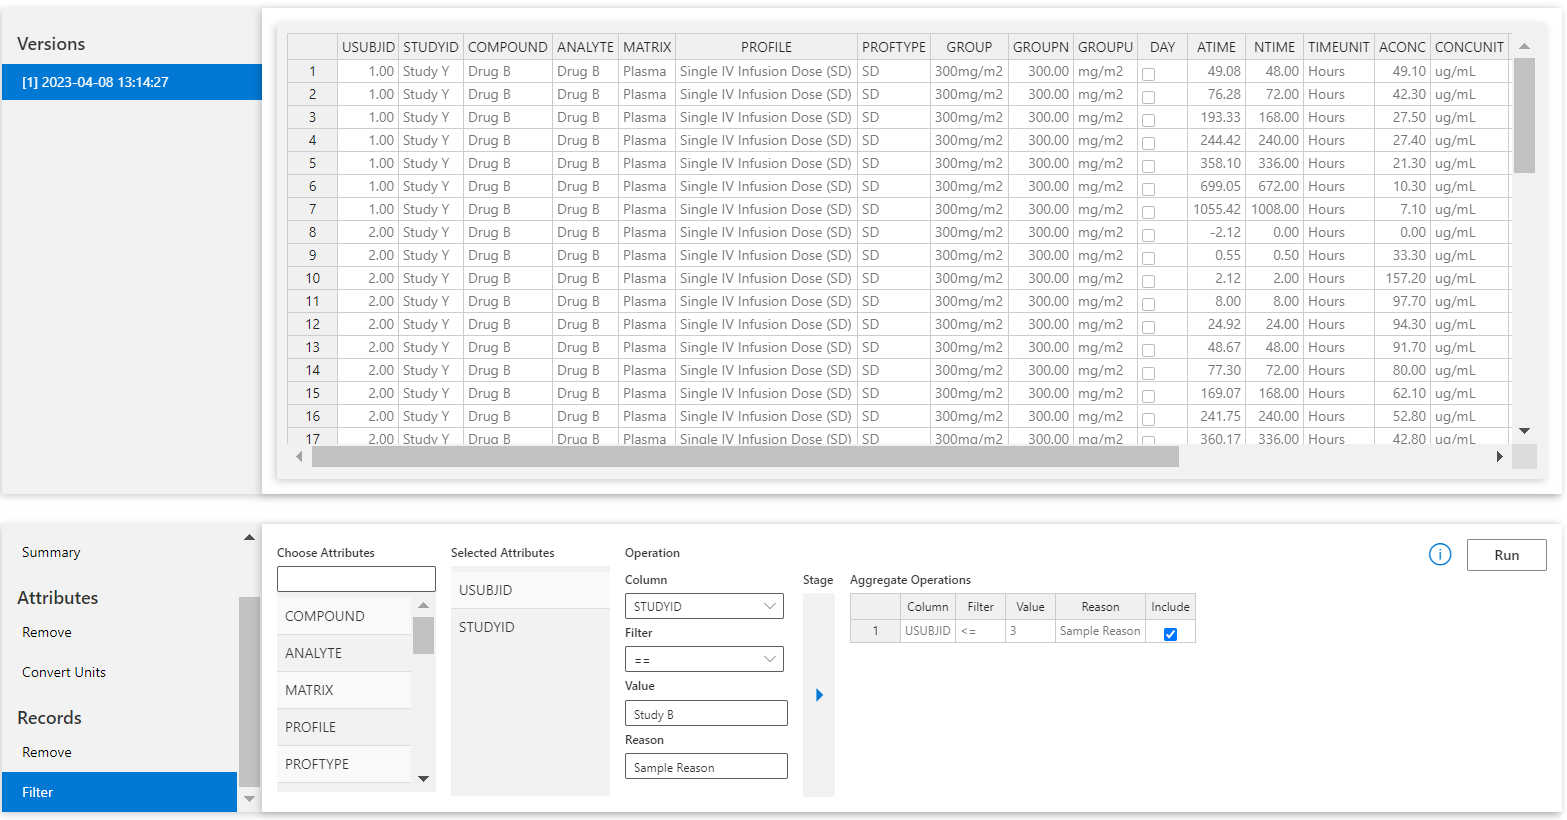 Versions
[1] 2023-04-08 13:14:27
USUBJID STUDYID COMPOUND ANALYTE MATRIX PROFILE PROFTYPE GROUP GROUPN GROUPU DAY ATIME NTIME TIMEUNIT ACONC CONCUNIT
1 1.00 Study Y Drug B Drug B Plasma Single IV Infusion Dose (SD) SD 300mg/m2 300.00 mg/m2 49.08 48.00 Hours 49.10 ug/mL
2 1.00 Study Y Drug B Drug B Plasma Single IV Infusion Dose (SD) SD 300mg/m2 300.00 mg/m2 76.28 72.00 Hours 42.30 ug/mL
3 1.00 Study Y Drug B Drug B Plasma Single IV Infusion Dose (SD) SD 300mg/m2 300.00 mg/m2 193.33 168.00 Hours 27.50 ug/mL
4 1.00 Study Y Drug B Drug B Plasma Single IV Infusion Dose (SD) SD 300mg/m2 300.00 mg/m2 244.42 240.00 Hours 27.40 ug/mL
5 1.00 Study Y Drug B Drug B Plasma Single IV Infusion Dose (SD) SD 300mg/m2 300.00 mg/m2 358.10 336.00 Hours 21.30 ug/mL
6 1.00 Study Y Drug B Drug B Plasma Single IV Infusion Dose (SD) SD 300mg/m2 300.00 mg/m2 699.05 672.00 Hours 10.30 ug/mL
7 1.00 Study Y Drug B Drug B Plasma Single IV Infusion Dose (SD) SD 300mg/m2 300.00 mg/m2 1055.42 1008.00 Hours 7.10 ug/mL
8 2.00 Study Y Drug B Drug B Plasma Single IV Infusion Dose (SD) SD 300mg/m2 300.00 mg/m2 -2.12 0.00 Hours 0.00 ug/mL
9 2.00 Study Y Drug B Drug B Plasma Single IV Infusion Dose (SD) SD 300mg/m2 300.00 mg/m2 0.55 0.50 Hours 33.30 ug/mL
10 2.00 Study Y Drug B Drug B Plasma Single IV Infusion Dose (SD) SD 300mg/m2 300.00 mg/m2 2.12 2.00 Hours 157.20 ug/mL
11 2.00 Study Y Drug B Drug B Plasma Single IV Infusion Dose (SD) SD 300mg/m2 300.00 mg/m2 8.00 8.00 Hours 97.70 ug/mL
12 2.00 Study Y Drug B Drug B Plasma Single IV Infusion Dose (SD) SD 300mg/m2 300.00 mg/m2 24.92 24.00 Hours 94.30 ug/mL
13 2.00 Study Y Drug B Drug B Plasma Single IV Infusion Dose (SD) SD 300mg/m2 300.00 mg/m2 48.67 48.00 Hours 91.70 ug/mL
14 2.00 Study Y Drug B Drug B Plasma Single IV Infusion Dose (SD) SD 300mg/m2 300.00 mg/m2 77.30 72.00 Hours 80.00 ug/mL
15 2.00 Study Y Drug B Drug B Plasma Single IV Infusion Dose (SD) SD 300mg/m2 300.00 mg/m2 169.07 168.00 Hours 62.10 ug/mL
16 2.00 Study Y Drug B Drug B Plasma Single IV Infusion Dose (SD) SD 300mg/m2 300.00 mg/m2 241.75 240.00 Hours 52.80 ug/mL
17 2.00 Study Y Drug B Drug B Plasma Single IV Infusion Dose (SD) SD 300mg/m2 300.00 mg/m2 360.17 336.00 Hours 42.80 ug/mL
Summary
Attributes
Remove
Convert Units
Records
Remove
Filter
Choose Attributes
COMPOUND
ANALYTE
MATRIX
PROFILE
PROFTYPE
Selected Attributes
USUBJID
STUDYID
Operation
Column
STUDYID
Filter
==
Value
Study B
Reason
Sample Reason
Stage
Aggregate Operations
Column Filter Value Reason Include
1 USUBJID <= 3 Sample Reason
i
Run